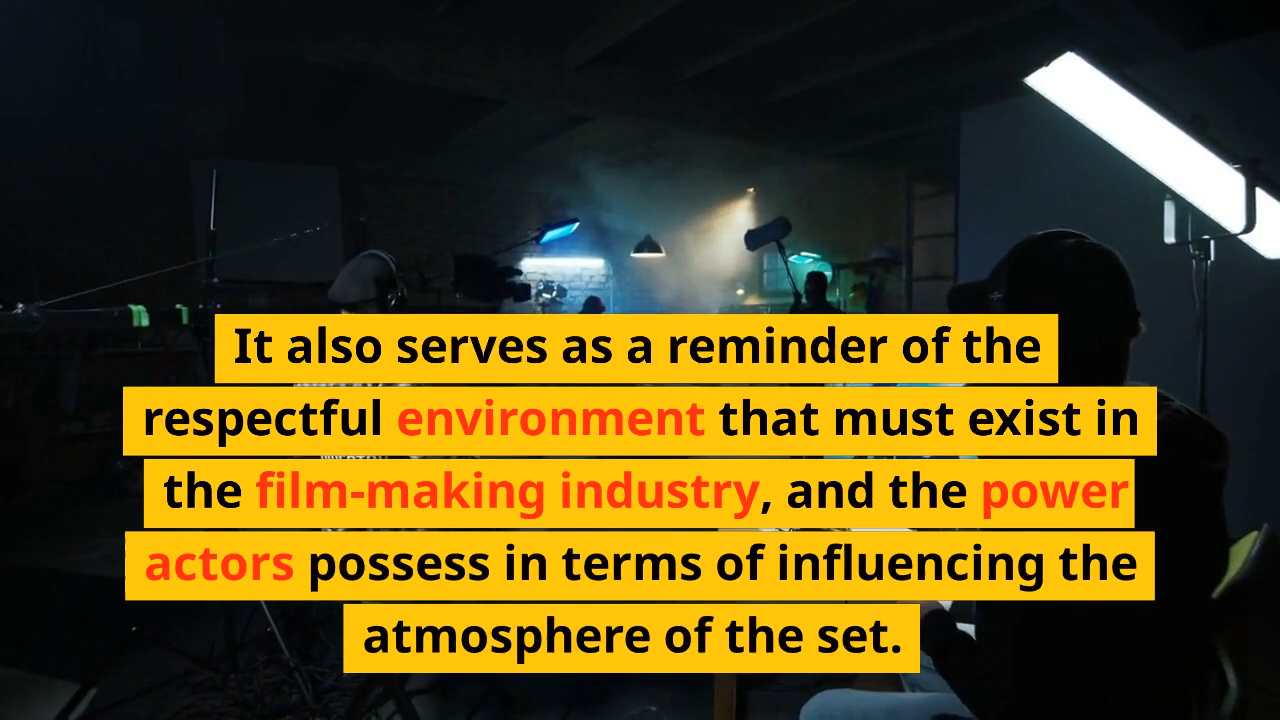 It also serves as a reminder of the
respectful environment that must exist in
the film-making industry, and the power
actors possess in terms of influencing the
atmosphere of the set.